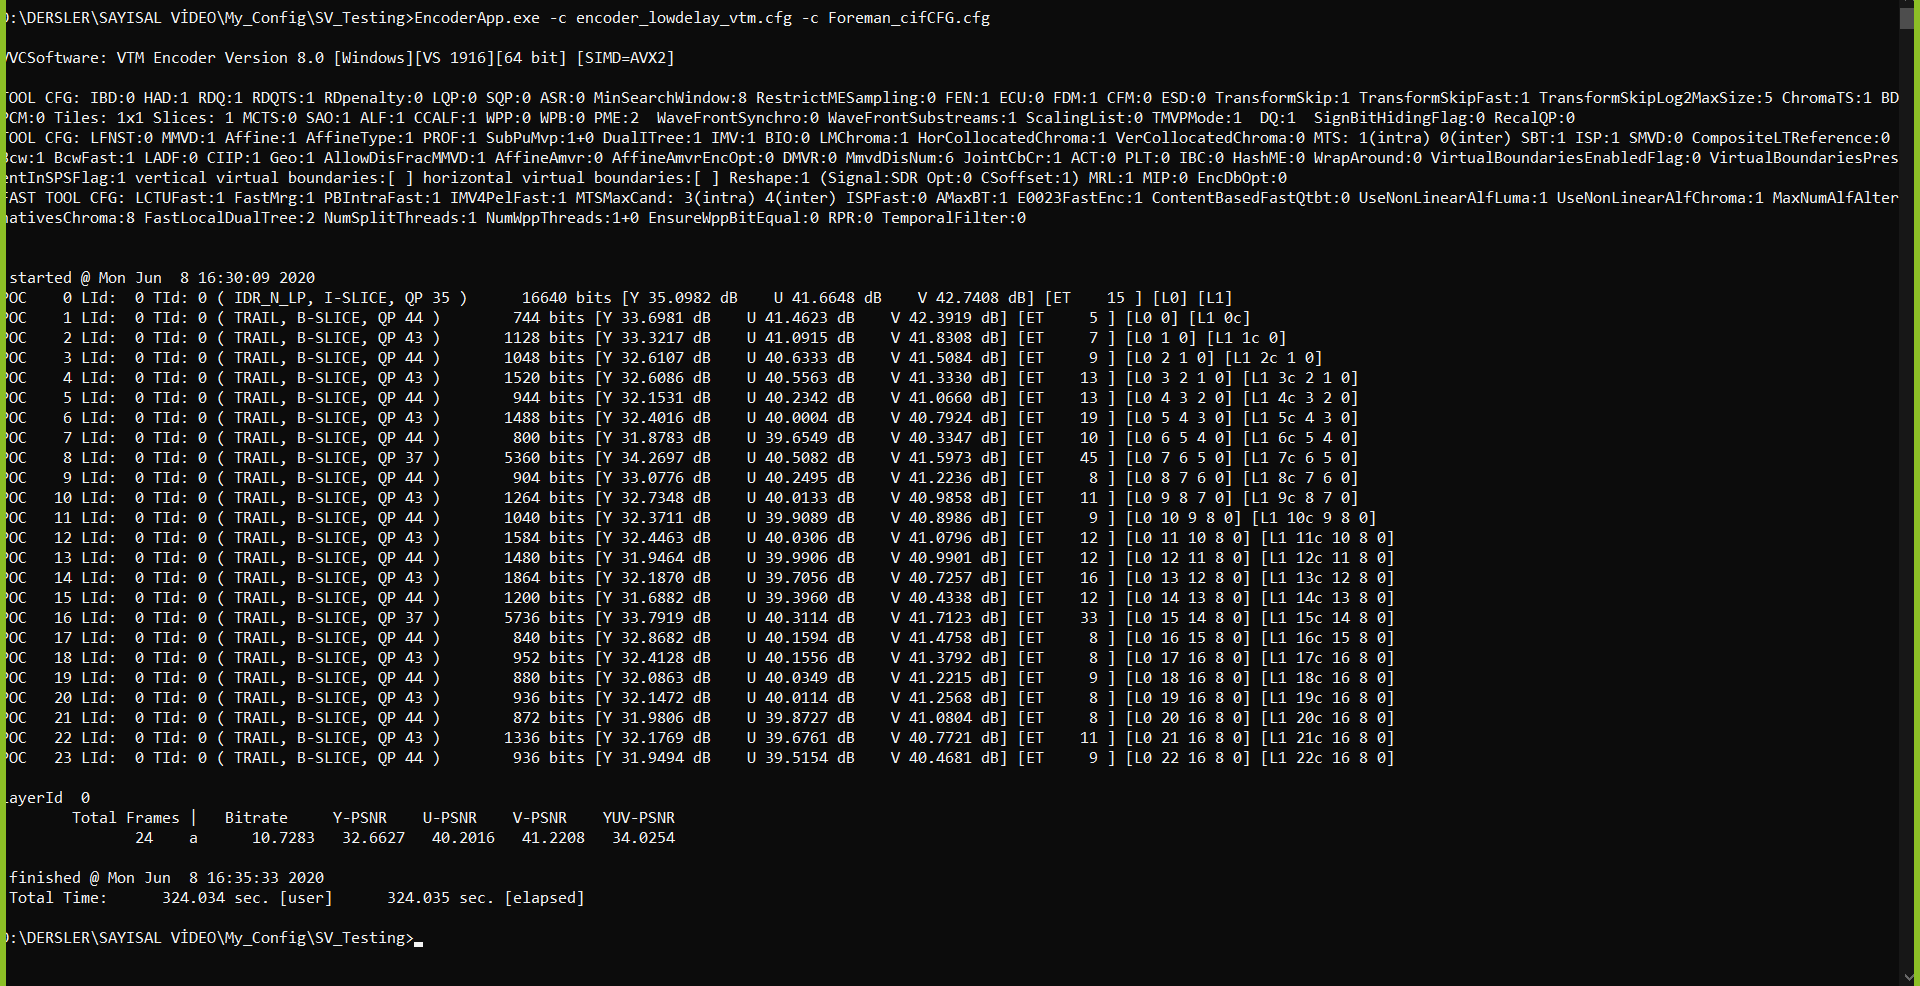 :\DERSLER\SAYISAL VİDEO\My_Config\SV_Testing>EncoderApp.exe -c encoder_lowdelay_vtm.cfg -c Foreman_cifCFG.cfg
VVCSoftware: VTM Encoder Version 8.0 [Windows][VS 1916][64 bit] [SIMD=AVX2]
TOOL CFG: IBD:0 HAD:1 RDQ:1 RDQTS:1 RDpenalty:0 LQP:0 SQP:0 ASR:0 MinSearchWindow:8 RestrictMESampling:0 FEN:1 ECU:0 FDM:1 CFM:0 ESD:0 TransformSkip:1 TransformSkipFast:1 TransformSkipLog2MaxSize:5 ChromaTS:1 BD
PCM:0 Tiles: 1x1 Slices: 1 MCTS:0 SAO:1 ALF:1 CCALF:1 WPP:0 WPB:0 PME:2  WaveFrontSynchro:0 WaveFrontSubstreams:1 ScalingList:0 TMVPMode:1  DQ:1  SignBitHidingFlag:0 RecalQP:0
TOOL CFG: LFNST:0 MMVD:1 Affine:1 AffineType:1 PROF:1 SubPuMvp:1+0 DualITree:1 IMV:1 BIO:0 LMChroma:1 HorCollocatedChroma:1 VerCollocatedChroma:0 MTS: 1(intra) 0(inter) SBT:1 ISP:1 SMVD:0 CompositeLTReference:0
Bcw:1 BcwFast:1 LADF:0 CIIP:1 Geo:1 AllowDisFracMMVD:1 AffineAmvr:0 AffineAmvrEncOpt:0 DMVR:0 MmvdDisNum:6 JointCbCr:1 ACT:0 PLT:0 IBC:0 HashME:0 WrapAround:0 VirtualBoundariesEnabledFlag:0 VirtualBoundariesPres
entInSPSFlag:1 vertical virtual boundaries:[ ] horizontal virtual boundaries:[ ] Reshape:1 (Signal:SDR Opt:0 CSoffset:1) MRL:1 MIP:0 EncDbOpt:0
FAST TOOL CFG: LCTUFast:1 FastMrg:1 PBIntraFast:1 IMV4PelFast:1 MTSMaxCand: 3(intra) 4(inter) ISPFast:0 AMaxBT:1 E0023FastEnc:1 ContentBasedFastQtbt:0 UseNonLinearAlfLuma:1 UseNonLinearAlfChroma:1 MaxNumAlfAlter
nativesChroma:8 FastLocalDualTree:2 NumSplitThreads:1 NumWppThreads:1+0 EnsureWppBitEqual:0 RPR:0 TemporalFilter:0
started @ Mon Jun  8 16:30:09 2020
POC    0 LId:  0 TId: 0 ( IDR_N_LP, I-SLICE, QP 35 )      16640 bits [Y 35.0982 dB    U 41.6648 dB    V 42.7408 dB] [ET    15 ] [L0] [L1]
POC    1 LId:  0 TId: 0 ( TRAIL, B-SLICE, QP 44 )        744 bits [Y 33.6981 dB    U 41.4623 dB    V 42.3919 dB] [ET     5 ] [L0 0] [L1 0c]
POC    2 LId:  0 TId: 0 ( TRAIL, B-SLICE, QP 43 )       1128 bits [Y 33.3217 dB    U 41.0915 dB    V 41.8308 dB] [ET     7 ] [L0 1 0] [L1 1c 0]
POC    3 LId:  0 TId: 0 ( TRAIL, B-SLICE, QP 44 )       1048 bits [Y 32.6107 dB    U 40.6333 dB    V 41.5084 dB] [ET     9 ] [L0 2 1 0] [L1 2c 1 0]
POC    4 LId:  0 TId: 0 ( TRAIL, B-SLICE, QP 43 )       1520 bits [Y 32.6086 dB    U 40.5563 dB    V 41.3330 dB] [ET    13 ] [L0 3 2 1 0] [L1 3c 2 1 0]
POC    5 LId:  0 TId: 0 ( TRAIL, B-SLICE, QP 44 )        944 bits [Y 32.1531 dB    U 40.2342 dB    V 41.0660 dB] [ET    13 ] [L0 4 3 2 0] [L1 4c 3 2 0]
POC    6 LId:  0 TId: 0 ( TRAIL, B-SLICE, QP 43 )       1488 bits [Y 32.4016 dB    U 40.0004 dB    V 40.7924 dB] [ET    19 ] [L0 5 4 3 0] [L1 5c 4 3 0]
POC    7 LId:  0 TId: 0 ( TRAIL, B-SLICE, QP 44 )        800 bits [Y 31.8783 dB    U 39.6549 dB    V 40.3347 dB] [ET    10 ] [L0 6 5 4 0] [L1 6c 5 4 0]
POC    8 LId:  0 TId: 0 ( TRAIL, B-SLICE, QP 37 )       5360 bits [Y 34.2697 dB    U 40.5082 dB    V 41.5973 dB] [ET    45 ] [L0 7 6 5 0] [L1 7c 6 5 0]
POC    9 LId:  0 TId: 0 ( TRAIL, B-SLICE, QP 44 )        904 bits [Y 33.0776 dB    U 40.2495 dB    V 41.2236 dB] [ET     8 ] [L0 8 7 6 0] [L1 8c 7 6 0]
POC   10 LId:  0 TId: 0 ( TRAIL, B-SLICE, QP 43 )       1264 bits [Y 32.7348 dB    U 40.0133 dB    V 40.9858 dB] [ET    11 ] [L0 9 8 7 0] [L1 9c 8 7 0]
POC   11 LId:  0 TId: 0 ( TRAIL, B-SLICE, QP 44 )       1040 bits [Y 32.3711 dB    U 39.9089 dB    V 40.8986 dB] [ET     9 ] [L0 10 9 8 0] [L1 10c 9 8 0]
POC   12 LId:  0 TId: 0 ( TRAIL, B-SLICE, QP 43 )       1584 bits [Y 32.4463 dB    U 40.0306 dB    V 41.0796 dB] [ET    12 ] [L0 11 10 8 0] [L1 11c 10 8 0]
POC   13 LId:  0 TId: 0 ( TRAIL, B-SLICE, QP 44 )       1480 bits [Y 31.9464 dB    U 39.9906 dB    V 40.9901 dB] [ET    12 ] [L0 12 11 8 0] [L1 12c 11 8 0]
POC   14 LId:  0 TId: 0 ( TRAIL, B-SLICE, QP 43 )       1864 bits [Y 32.1870 dB    U 39.7056 dB    V 40.7257 dB] [ET    16 ] [L0 13 12 8 0] [L1 13c 12 8 0]
POC   15 LId:  0 TId: 0 ( TRAIL, B-SLICE, QP 44 )       1200 bits [Y 31.6882 dB    U 39.3960 dB    V 40.4338 dB] [ET    12 ] [L0 14 13 8 0] [L1 14c 13 8 0]
POC   16 LId:  0 TId: 0 ( TRAIL, B-SLICE, QP 37 )       5736 bits [Y 33.7919 dB    U 40.3114 dB    V 41.7123 dB] [ET    33 ] [L0 15 14 8 0] [L1 15c 14 8 0]
POC   17 LId:  0 TId: 0 ( TRAIL, B-SLICE, QP 44 )        840 bits [Y 32.8682 dB    U 40.1594 dB    V 41.4758 dB] [ET     8 ] [L0 16 15 8 0] [L1 16c 15 8 0]
POC   18 LId:  0 TId: 0 ( TRAIL, B-SLICE, QP 43 )        952 bits [Y 32.4128 dB    U 40.1556 dB    V 41.3792 dB] [ET     8 ] [L0 17 16 8 0] [L1 17c 16 8 0]
POC   19 LId:  0 TId: 0 ( TRAIL, B-SLICE, QP 44 )        880 bits [Y 32.0863 dB    U 40.0349 dB    V 41.2215 dB] [ET     9 ] [L0 18 16 8 0] [L1 18c 16 8 0]
POC   20 LId:  0 TId: 0 ( TRAIL, B-SLICE, QP 43 )        936 bits [Y 32.1472 dB    U 40.0114 dB    V 41.2568 dB] [ET     8 ] [L0 19 16 8 0] [L1 19c 16 8 0]
POC   21 LId:  0 TId: 0 ( TRAIL, B-SLICE, QP 44 )        872 bits [Y 31.9806 dB    U 39.8727 dB    V 41.0804 dB] [ET     8 ] [L0 20 16 8 0] [L1 20c 16 8 0]
POC   22 LId:  0 TId: 0 ( TRAIL, B-SLICE, QP 43 )       1336 bits [Y 32.1769 dB    U 39.6761 dB    V 40.7721 dB] [ET    11 ] [L0 21 16 8 0] [L1 21c 16 8 0]
POC   23 LId:  0 TId: 0 ( TRAIL, B-SLICE, QP 44 )        936 bits [Y 31.9494 dB    U 39.5154 dB    V 40.4681 dB] [ET     9 ] [L0 22 16 8 0] [L1 22c 16 8 0]
LayerId  0
Total Frames |   Bitrate     Y-PSNR    U-PSNR    V-PSNR    YUV-PSNR
24    a      10.7283   32.6627   40.2016   41.2208   34.0254
finished @ Mon Jun  8 16:35:33 2020
Total Time:      324.034 sec. [user]      324.035 sec. [elapsed]
:\DERSLER\SAYISAL VİDEO\My_Config\SV_Testing>